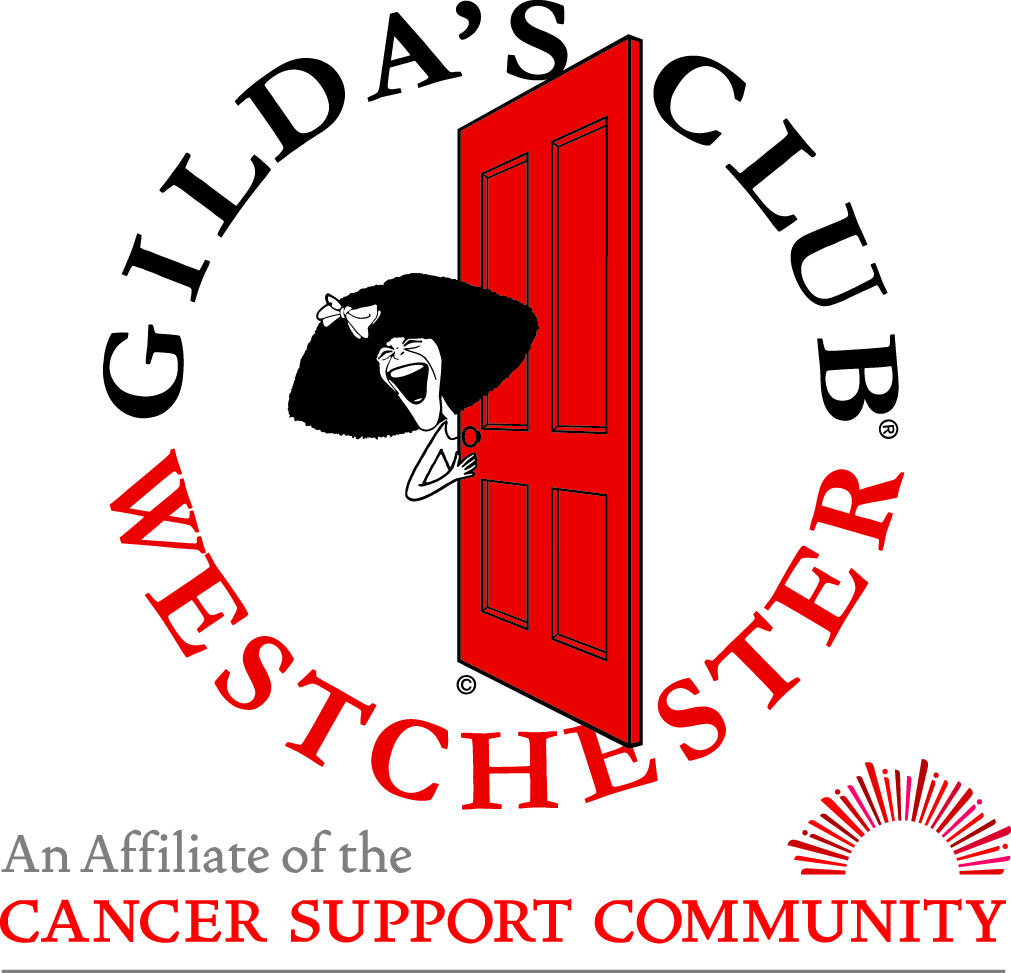 GILDA'S CLUB®
WESTCHESTER
©
An Affiliate of the
CANCER SUPPORT COMMUNITY